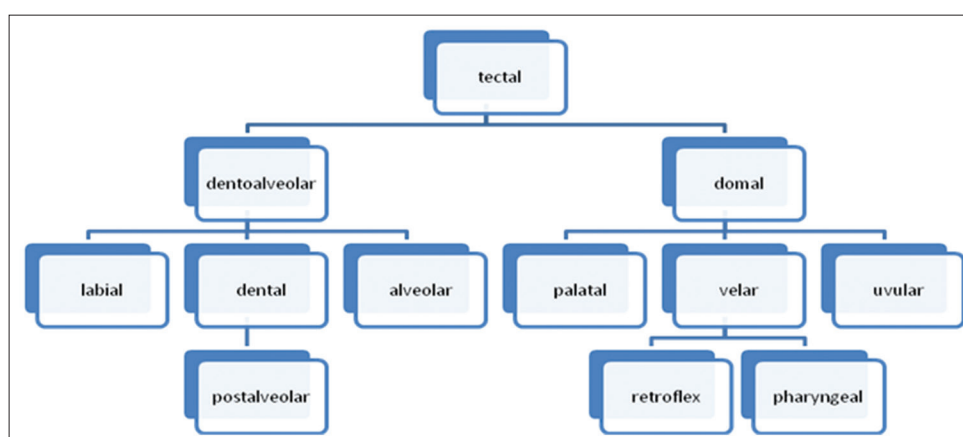 tectal
dentoalveolar
domal
labial
dental
alveolar
palatal
velar
uvular
postalveolar
retroflex
pharyngeal